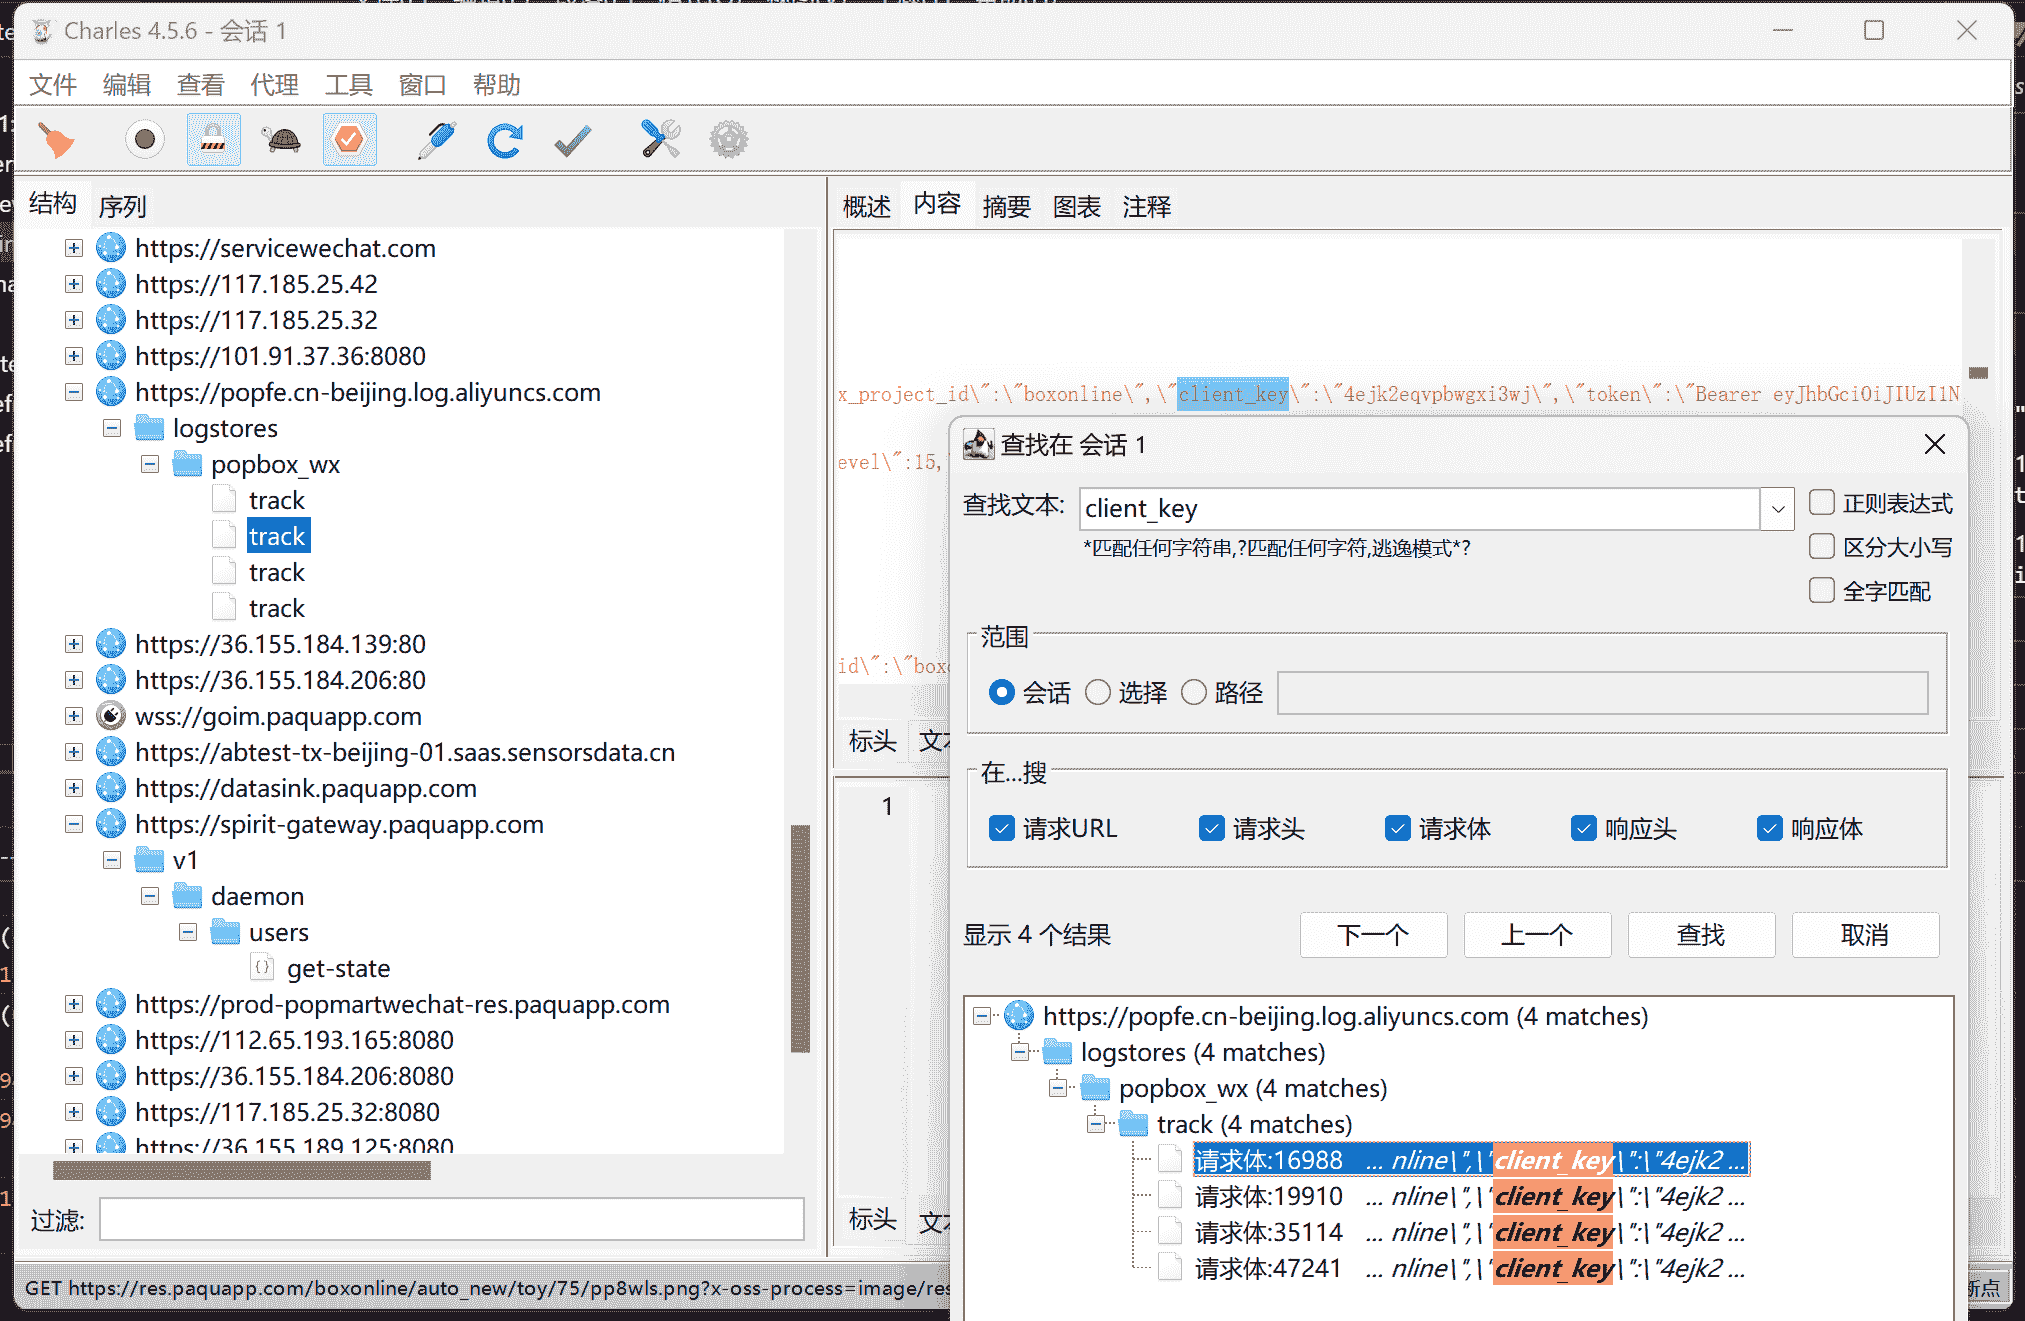 Charles 4.5.6 - 会话 1
文件 编辑 查看 代理 工具 窗口 帮助
结构 序列
https://servicewechat.com
https://117.185.25.42
https://117.185.25.32
https://101.91.37.36:8080
https://popfe.cn-beijing.log.aliyuncs.com
logstores
popbox_wx
track
track
track
track
https://36.155.184.139:80
https://36.155.184.206:80
wss://goim.paquapp.com
https://abtest-tx-beijing-01.saas.sensorsdata.cn
https://datasink.paquapp.com
https://spirit-gateway.paquapp.com
v1
daemon
users
get-state
https://prod-popmartwechat-res.paquapp.com
https://112.65.193.165:8080
https://36.155.184.206:8080
https://117.185.25.32:8080
https://36.155.189.125:8080
过滤:
GET https://res.paquapp.com/boxonline/auto_new/toy/75/pp8wls.png?x-oss-process=image/res
概述 内容 摘要 图表 注释
x_project_id\":\"boxonline\",\"client_key\":\"4ejk2eqvpbwgxi3wj\",\"token\":\"Bearer eyJhbGciOiJIUzI1N
evel\":15,
id\":\"box
标头
1
标头
查找在 会话 1
查找文本: client_key
*匹配任何字符串,?匹配任何字符,逃逸模式*?
正则表达式
区分大小写
全字匹配
范围
会话 选择 路径
在...搜
请求URL 请求头 请求体 响应头 响应体
显示 4 个结果 下一个 上一个 查找 取消
https://popfe.cn-beijing.log.aliyuncs.com (4 matches)
logstores (4 matches)
popbox_wx (4 matches)
track (4 matches)
请求体:16988 ... nline\",\"client_key\":\"4ejk2 ...
请求体:19910 ... nline\",\"client_key\":\"4ejk2 ...
请求体:35114 ... nline\",\"client_key\":\"4ejk2 ...
请求体:47241 ... nline\",\"client_key\":\"4ejk2 ...